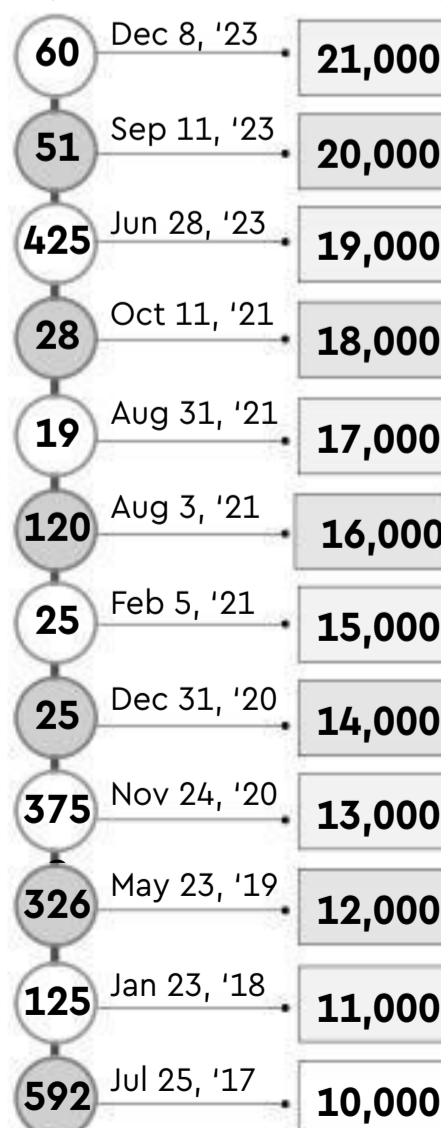 60 Dec 8, ‘23 21,000
51 Sep 11, ‘23 20,000
425 Jun 28, ‘23 19,000
28 Oct 11, ‘21 18,000
19 Aug 31, ‘21 17,000
120 Aug 3, ‘21 16,000
25 Feb 5, ‘21 15,000
25 Dec 31, ‘20 14,000
375 Nov 24, ‘20 13,000
326 May 23, ‘19 12,000
125 Jan 23, ‘18 11,000
592 Jul 25, ‘17 10,000